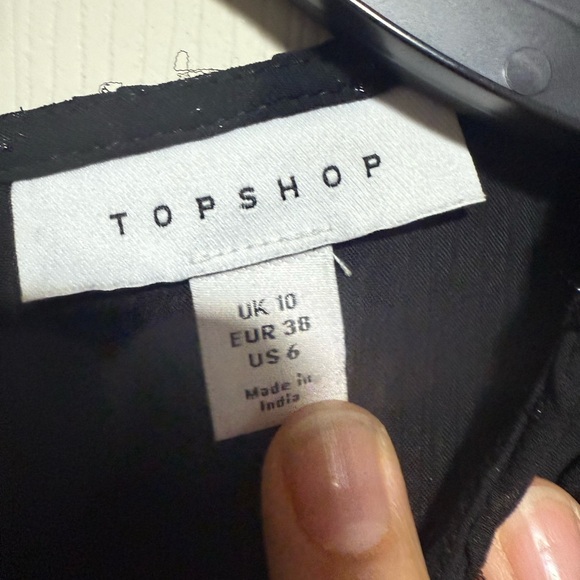 TOPSHOP
UK 10
EUR 38
US 6
Made in
India